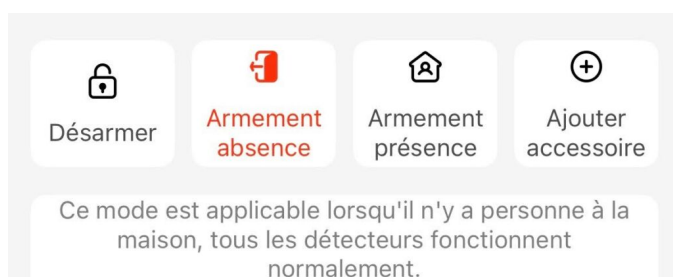 Désarmer
Armement
absence
Armement
présence
Ajouter
accessoire
Ce mode est applicable lorsqu'il n'y a personne à la
maison, tous les détecteurs fonctionnent
normalement.